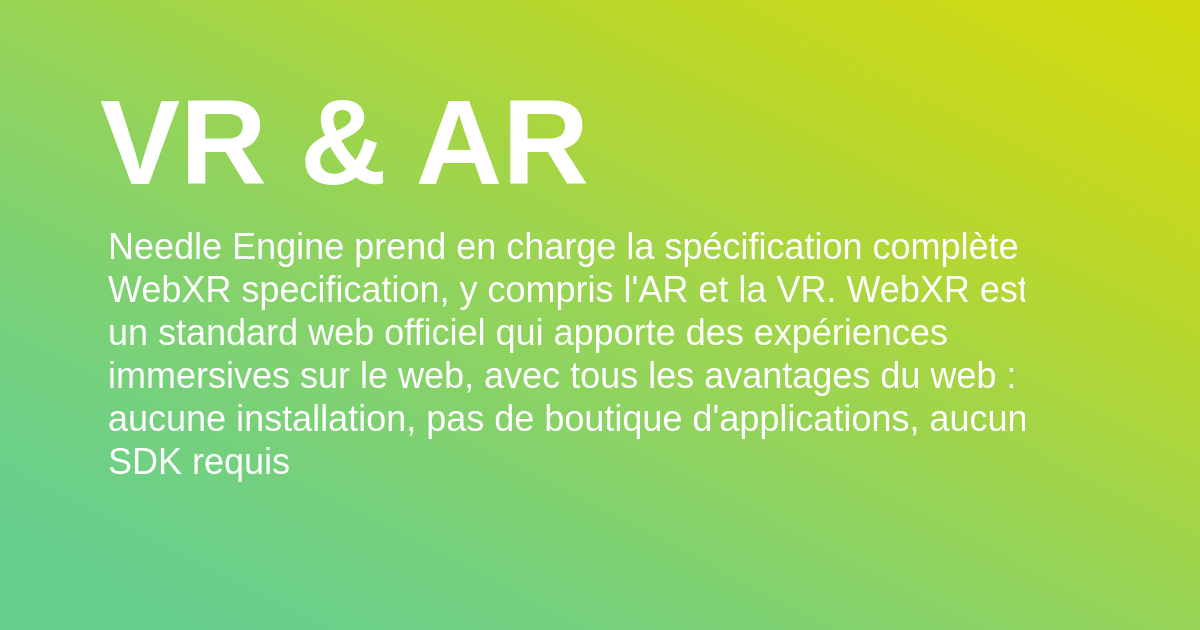 VR & AR
Needle Engine prend en charge la spécification complète
WebXR specification, y compris l'AR et la VR. WebXR est
un standard web officiel qui apporte des expériences
immersives sur le web, avec tous les avantages du web :
aucune installation, pas de boutique d'applications, aucun
SDK requis